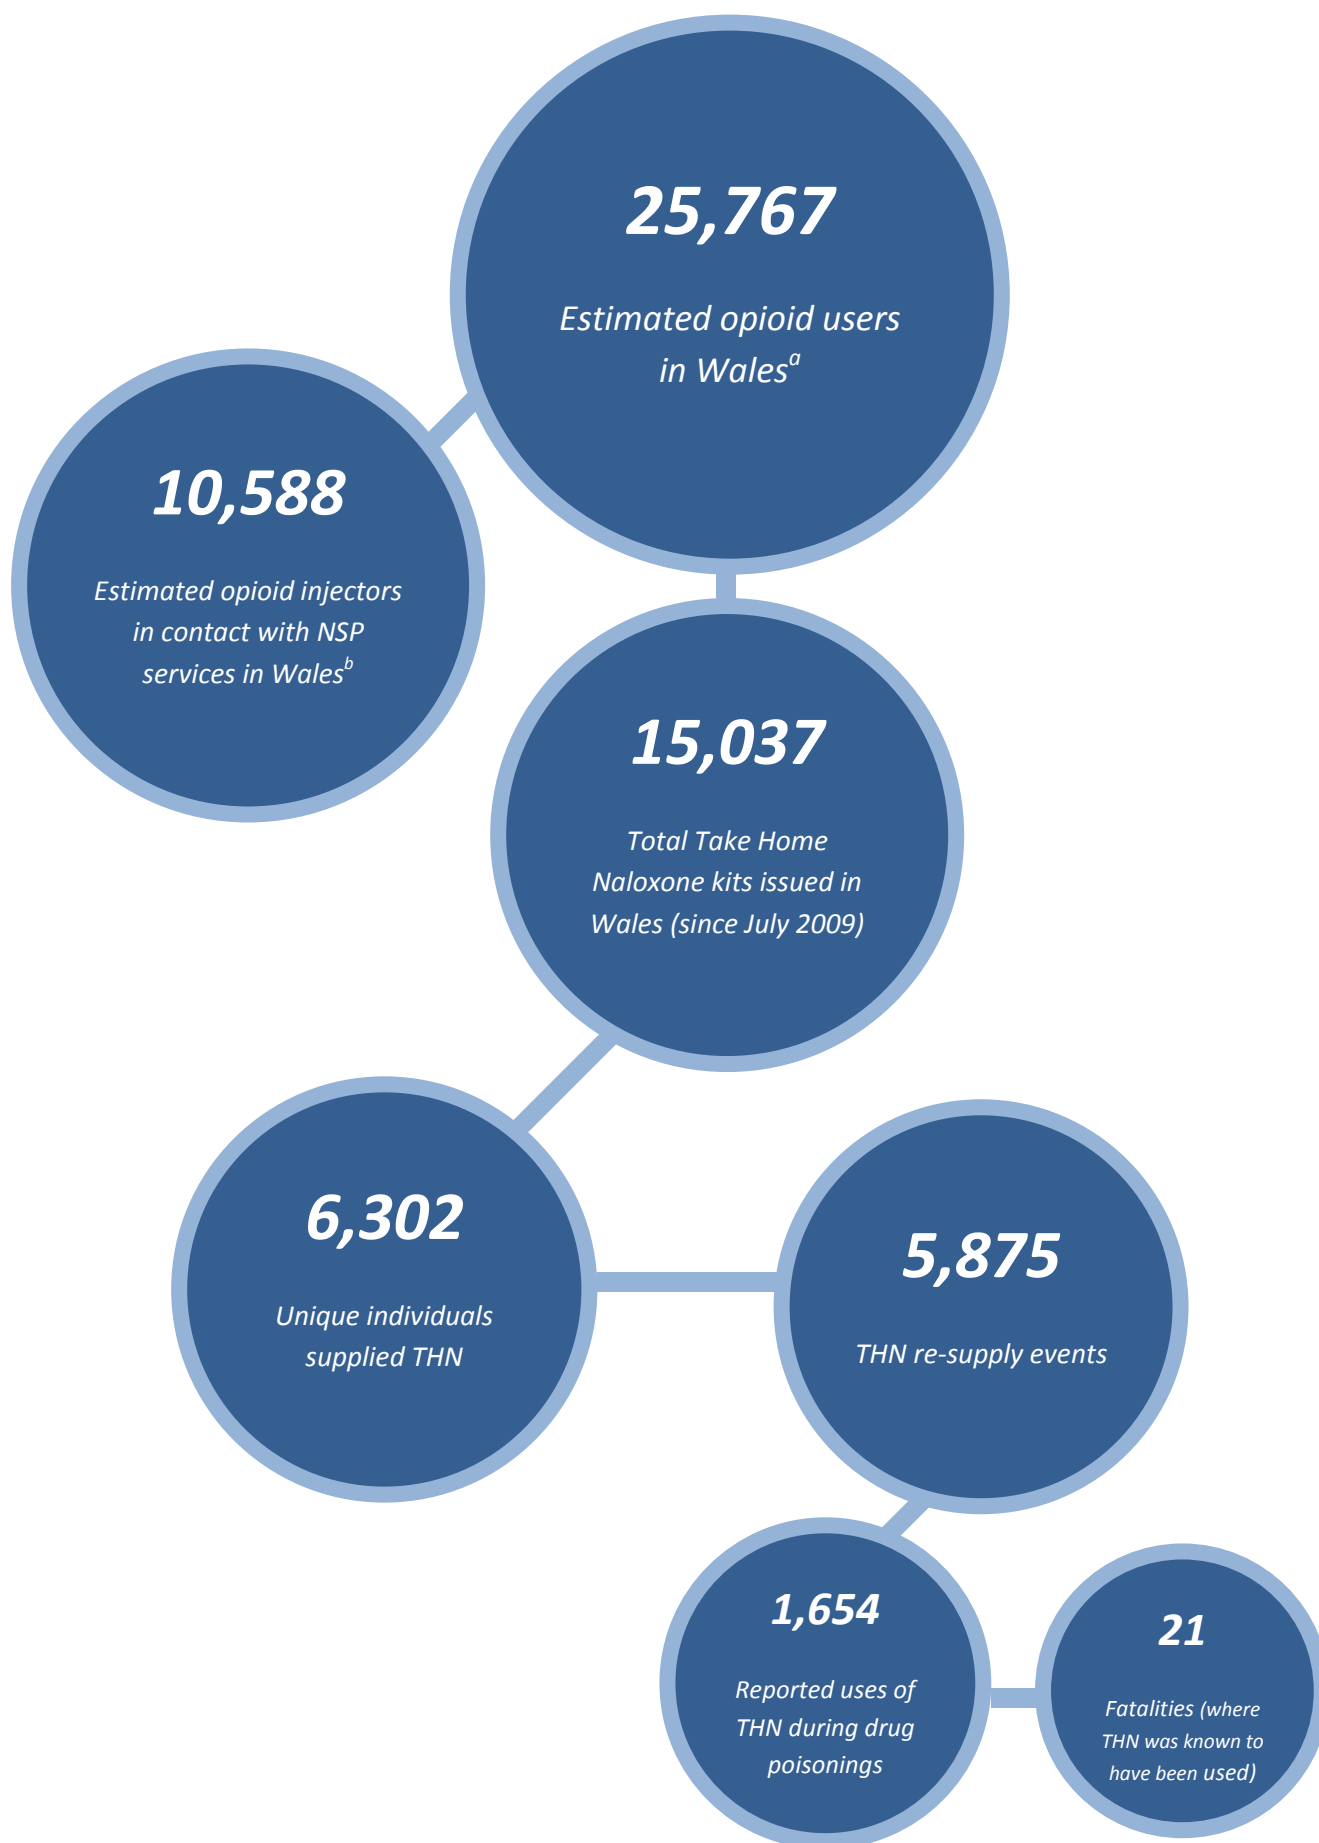 25,767
Estimated opioid users
in Walesᵃ
10,588
Estimated opioid injectors
in contact with NSP
services in Walesᵇ
15,037
Total Take Home
Naloxone kits issued in
Wales (since July 2009)
6,302
Unique individuals
supplied THN
5,875
THN re-supply events
1,654
Reported uses of
THN during drug
poisonings
21
Fatalities (where
THN was known to
have been used)